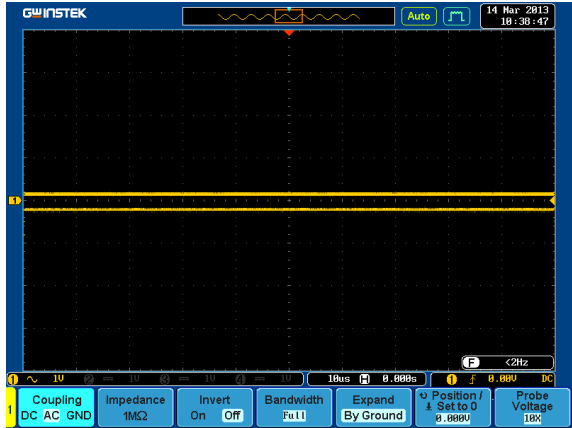 GWINSTEK
Auto
14 Mar 2013
10:38:47
1
F <2Hz
1 ∿ 1V 2 == 1V 3 == 1V 4 == 1V 10us H 0.000s 1 f 0.00V DC
1
Coupling
DC AC GND
Impedance
1MΩ
Invert
On Off
Bandwidth
Full
Expand
By Ground
Position /
Set to 0
0.000V
Probe
Voltage
10X